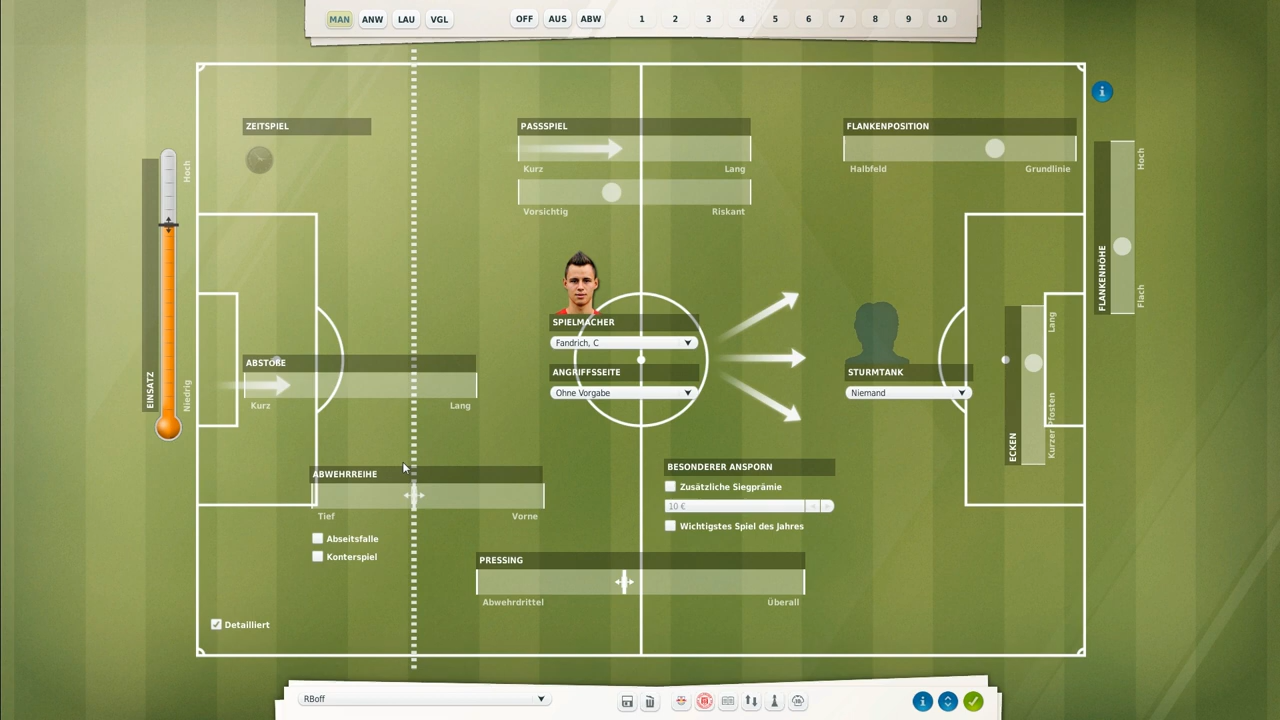 MAN ANW LAU VGL OFF AUS ABW 1 2 3 4 5 6 7 8 9 10
ZEITSPIEL
PASSSPIEL
Kurz Lang
Vorsichtig Riskant
FLANKENPOSITION
Halbfeld Grundlinie
EINSATZ
Hoch
Niedrig
FLANKENHÖHE
Hoch
Flach
SPIELMACHER
Fandrich, C
ANGRIFFSSEITE
Ohne Vorgabe
STURMTANK
Niemand
ECKEN
Lang
Kurzer Pfosten
ABSTÖßE
Kurz Lang
ABWEHRREIHE
Tief Vorne
Abseitsfalle
Konterspiel
BESONDERER ANSPORN
Zusätzliche Siegprämie
10 €
Wichtigstes Spiel des Jahres
PRESSING
Abwehrdrittel Überall
Detailliert
RBoff